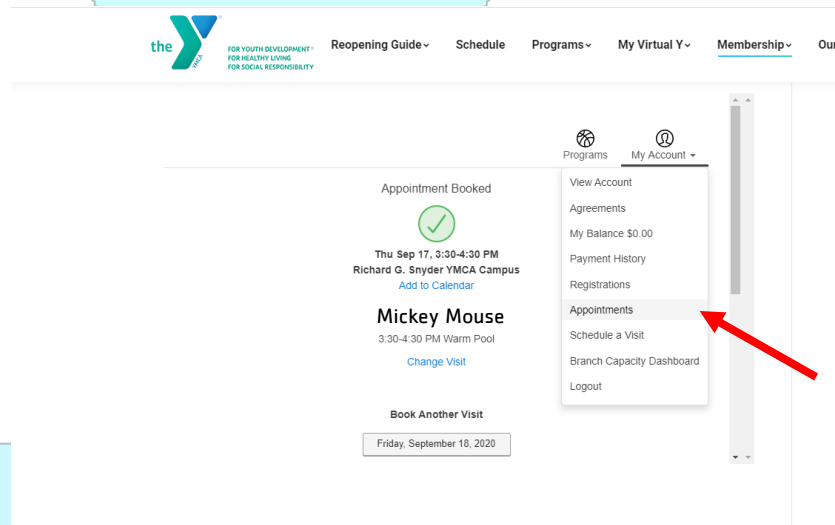 the
YMCA
FOR YOUTH DEVELOPMENT®
FOR HEALTHY LIVING
FOR SOCIAL RESPONSIBILITY
Reopening Guide Schedule Programs My Virtual Y Membership Our
Programs My Account
Appointment Booked
Thu Sep 17, 3:30-4:30 PM
Richard G. Snyder YMCA Campus
Add to Calendar
Mickey Mouse
3:30-4:30 PM Warm Pool
Change Visit
Book Another Visit
Friday, September 18, 2020
View Account
Agreements
My Balance $0.00
Payment History
Registrations
Appointments
Schedule a Visit
Branch Capacity Dashboard
Logout